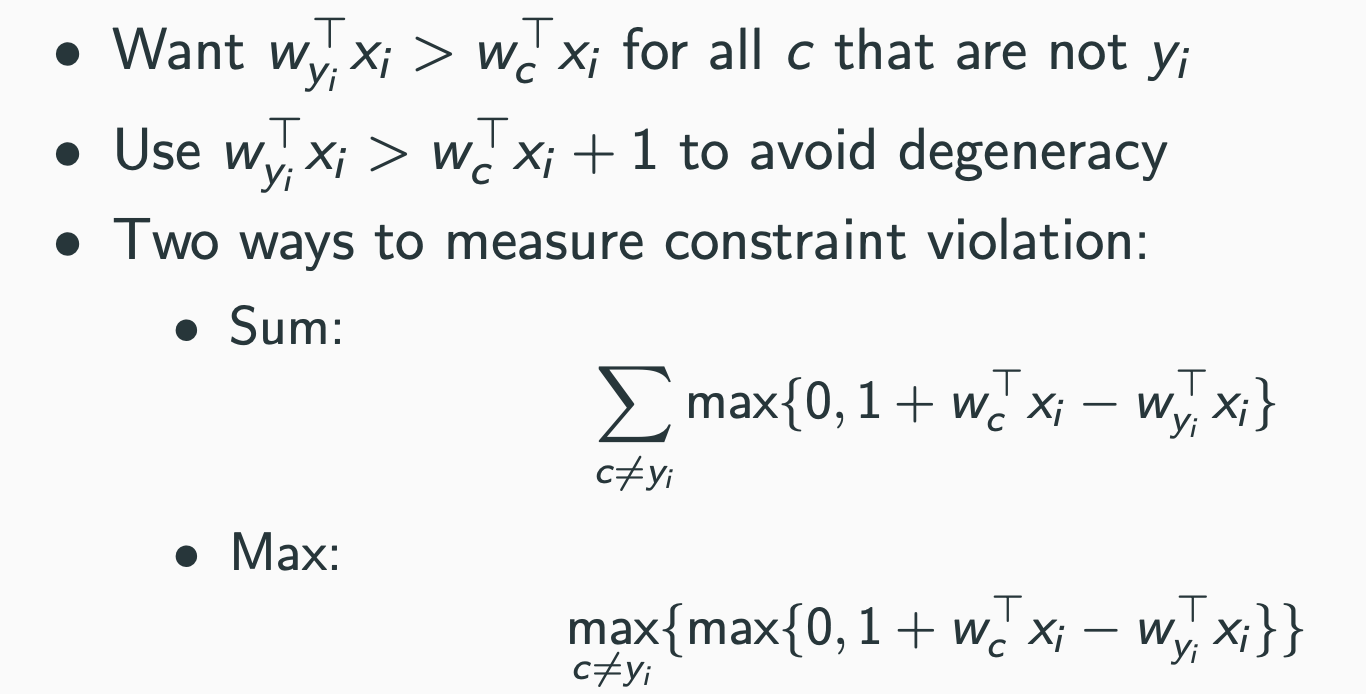 • Want $w_{y_i}^\top x_i > w_c^\top x_i$ for all $c$ that are not $y_i$
• Use $w_{y_i}^\top x_i > w_c^\top x_i + 1$ to avoid degeneracy
• Two ways to measure constraint violation:
• Sum:
$\sum_{c \neq y_i} \max\{0, 1 + w_c^\top x_i - w_{y_i}^\top x_i\}$
• Max:
$\max_{c \neq y_i}\{\max\{0, 1 + w_c^\top x_i - w_{y_i}^\top x_i\}\}$